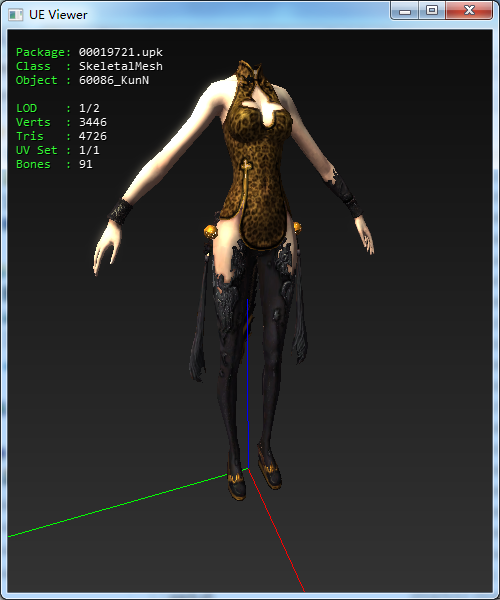 UE Viewer
Package: 00019721.upk
Class : SkeletalMesh
Object : 60086_KunN
LOD : 1/2
Verts : 3446
Tris : 4726
UV Set : 1/1
Bones : 91